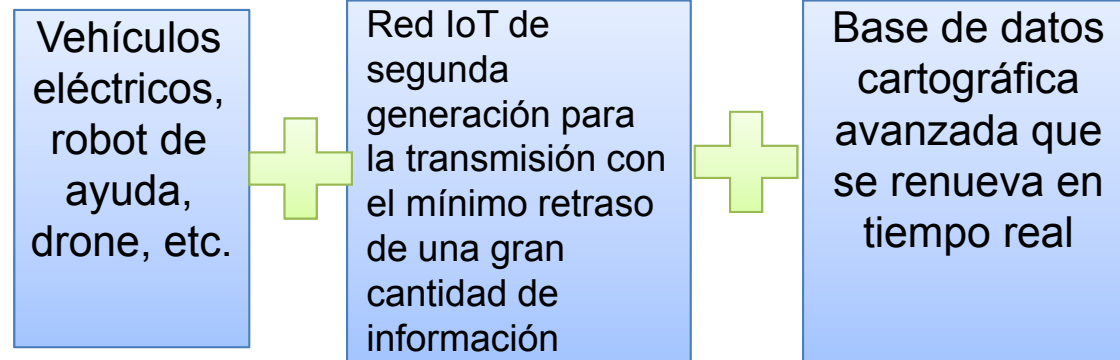 Vehículos
eléctricos,
robot de
ayuda,
drone, etc.
Red IoT de
segunda
generación para
la transmisión con
el mínimo retraso
de una gran
cantidad de
información
Base de datos
cartográfica
avanzada que
se renueva en
tiempo real